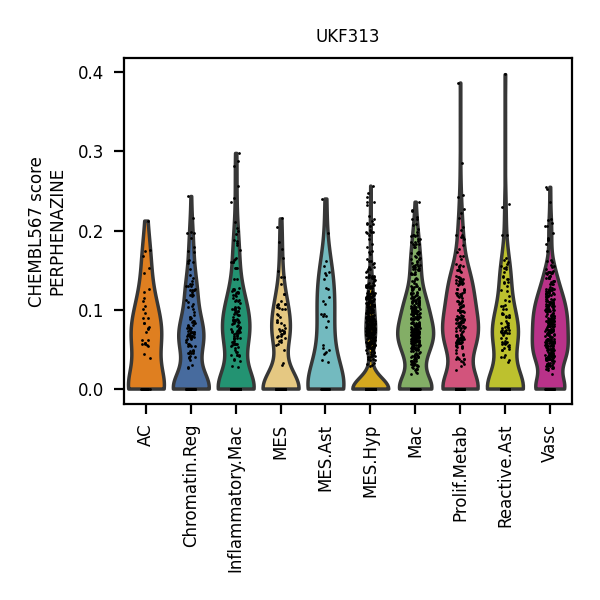 UKF313
CHEMBL567 score
PERPHENAZINE
0.4
0.3
0.2
0.1
0.0
AC
Chromatin.Reg
Inflammatory.Mac
MES
MES.Ast
MES.Hyp
Mac
Prolif.Metab
Reactive.Ast
Vasc